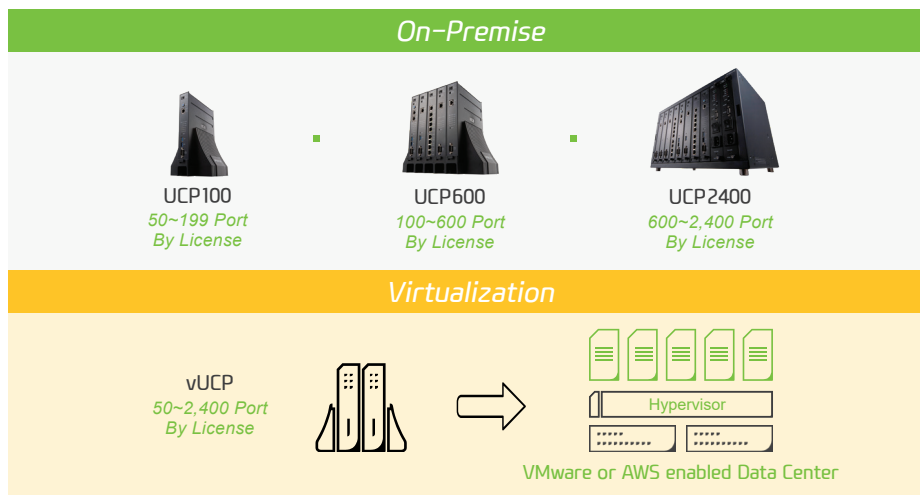 On-Premise
UCP100
50~199 Port
By License
UCP600
100~600 Port
By License
UCP2400
600~2,400 Port
By License
Virtualization
vUCP
50~2,400 Port
By License
Hypervisor
VMware or AWS enabled Data Center